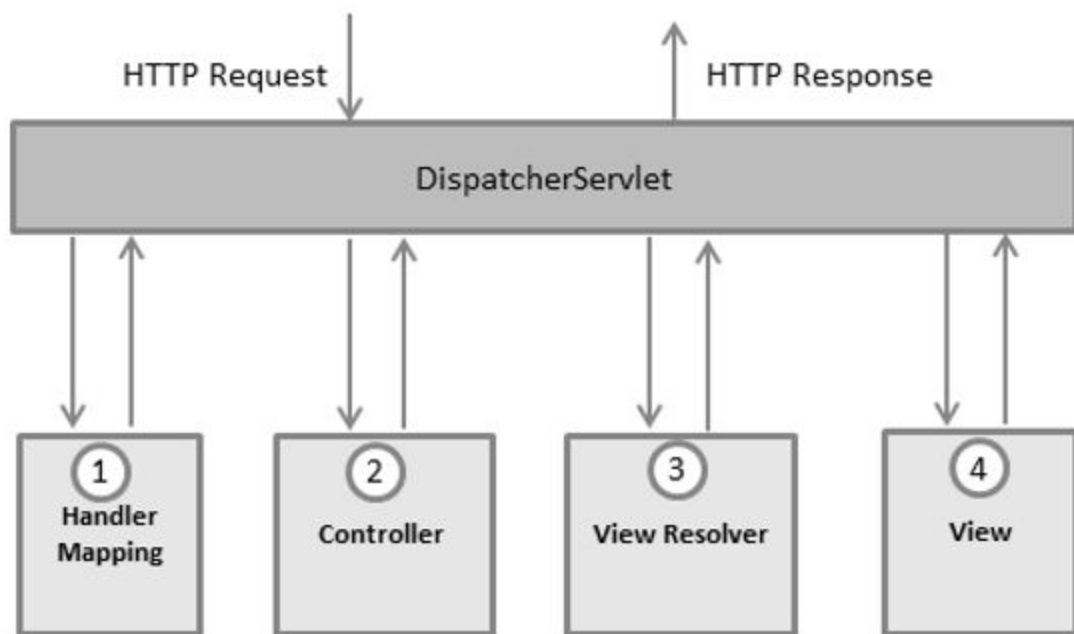 HTTP Request
HTTP Response
DispatcherServlet
1
Handler
Mapping
2
Controller
3
View Resolver
4
View